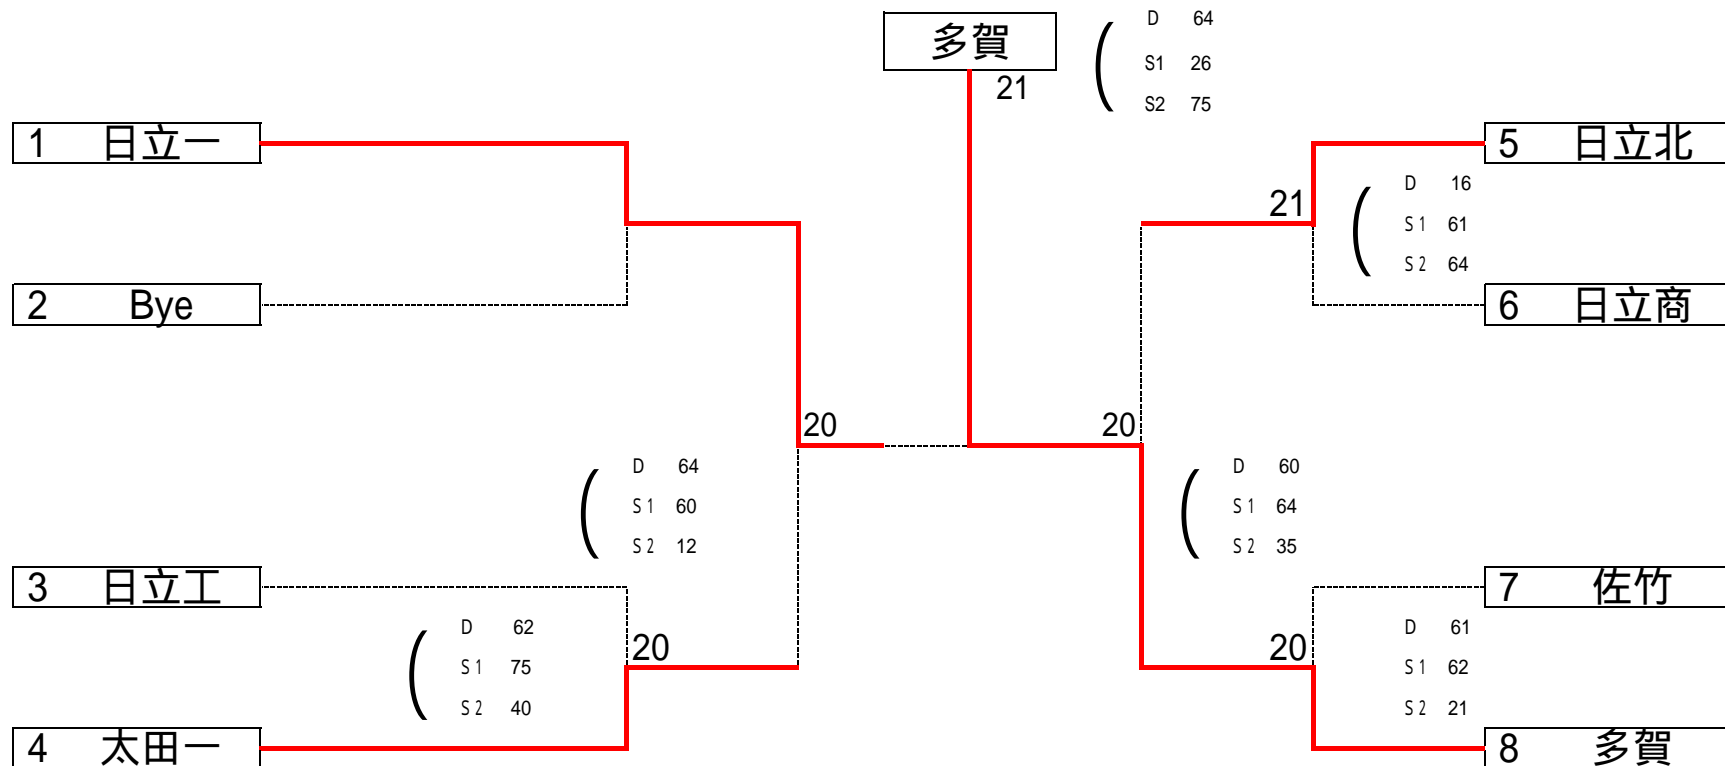 多賀
21
( D 64
S1 26
S2 75
1 日立一
2 Bye
20
( D 64
S1 60
S2 12
3 日立工
( D 62
S1 75
S2 40
20
4 太田一
5 日立北
21
( D 16
S1 61
S2 64
6 日立商
20
( D 60
S1 64
S2 35
7 佐竹
20
D 61
S1 62
S2 21
8 多賀